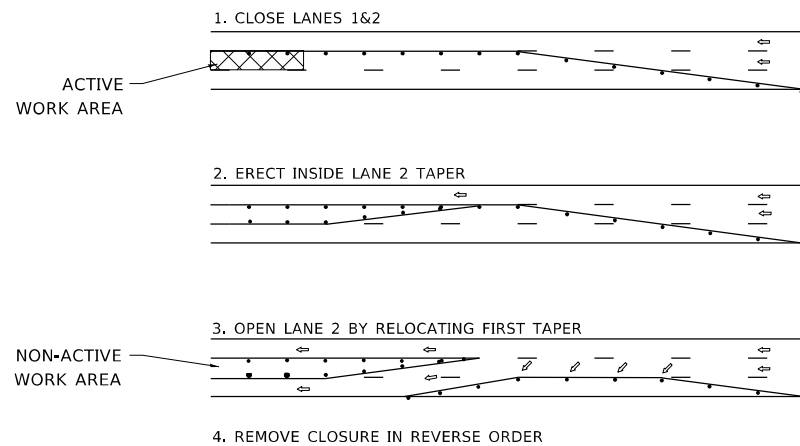 1. CLOSE LANES 1&2
ACTIVE
WORK AREA
2. ERECT INSIDE LANE 2 TAPER
3. OPEN LANE 2 BY RELOCATING FIRST TAPER
NON-ACTIVE
WORK AREA
4. REMOVE CLOSURE IN REVERSE ORDER